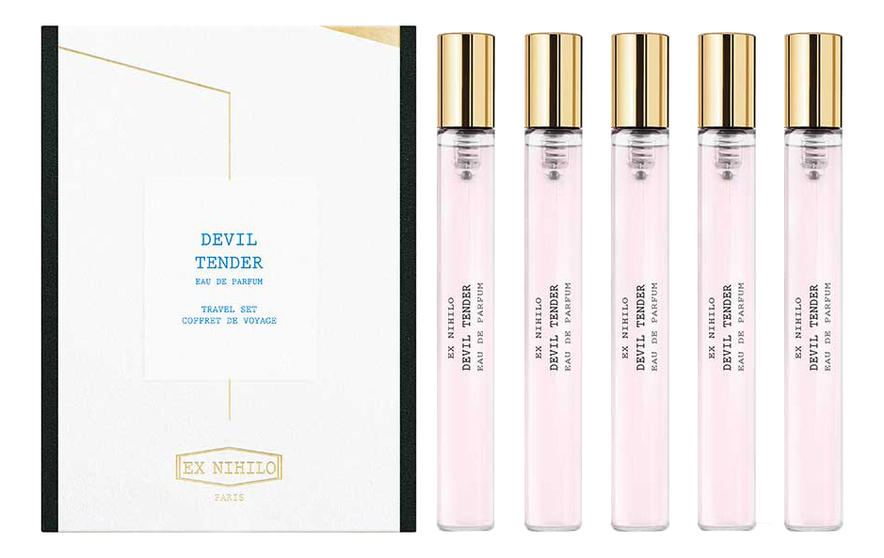 DEVIL
TENDER
EAU DE PARFUM
TRAVEL SET
COFFRET DE VOYAGE
EX NIHILO
PARIS
EX NIHILO
DEVIL TENDER
EAU DE PARFUM
EX NIHILO
DEVIL TENDER
EAU DE PARFUM
EX NIHILO
DEVIL TENDER
EAU DE PARFUM
EX NIHILO
DEVIL TENDER
EAU DE PARFUM
EX NIHILO
DEVIL TENDER
EAU DE PARFUM